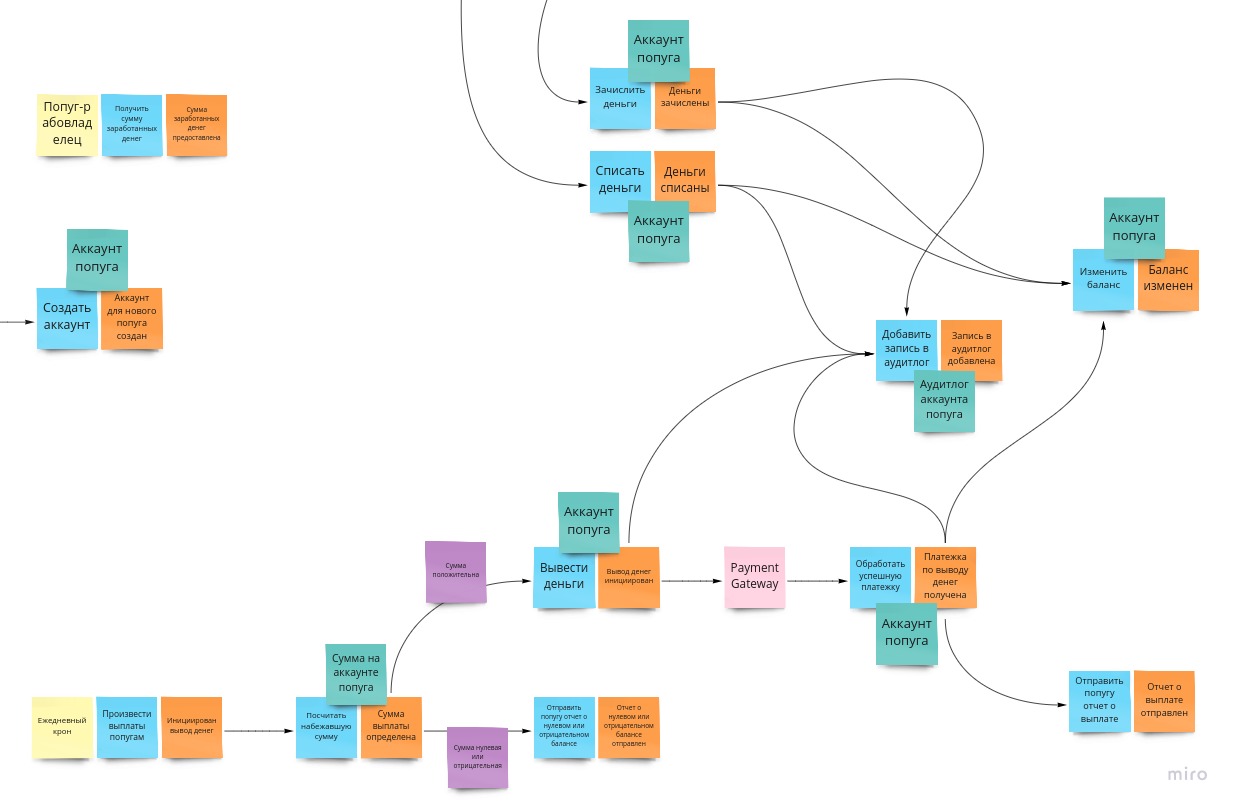 Аккаунт
попуга
Зачислить
деньги
Деньги
зачислены
Попуг-р
абовлад
елец
Получить
сумму
заработанных
денег
Сумма
заработанных
денег
предоставлена
Списать
деньги
Деньги
списаны
Аккаунт
попуга
Аккаунт
попуга
Изменить
баланс
Баланс
изменен
Аккаунт
попуга
Создать
аккаунт
Аккаунт
для нового
попуга
создан
Добавить
запись в
аудитлог
Запись в
аудитлог
добавлена
Аудитлог
аккаунта
попуга
Аккаунт
попуга
Вывести
деньги
Вывод денег
инициирован
Payment
Gateway
Обработать
успешную
платежку
Платежка
по выводу
денег
получена
Аккаунт
попуга
Сумма
положительна
Сумма на
аккаунте
попуга
Ежедневный
крон
Произвести
выплаты
попугам
Инициирован
вывод денег
Посчитать
набежавшую
сумму
Сумма
выплаты
определена
Сумма нулевая
или
отрицательная
Отправить
попугу отчет о
нулевом или
отрицательном
балансе
Отчет о
нулевом или
отрицательном
балансе
отправлен
Отправить
попугу
отчет о
выплате
Отчет о
выплате
отправлен
miro